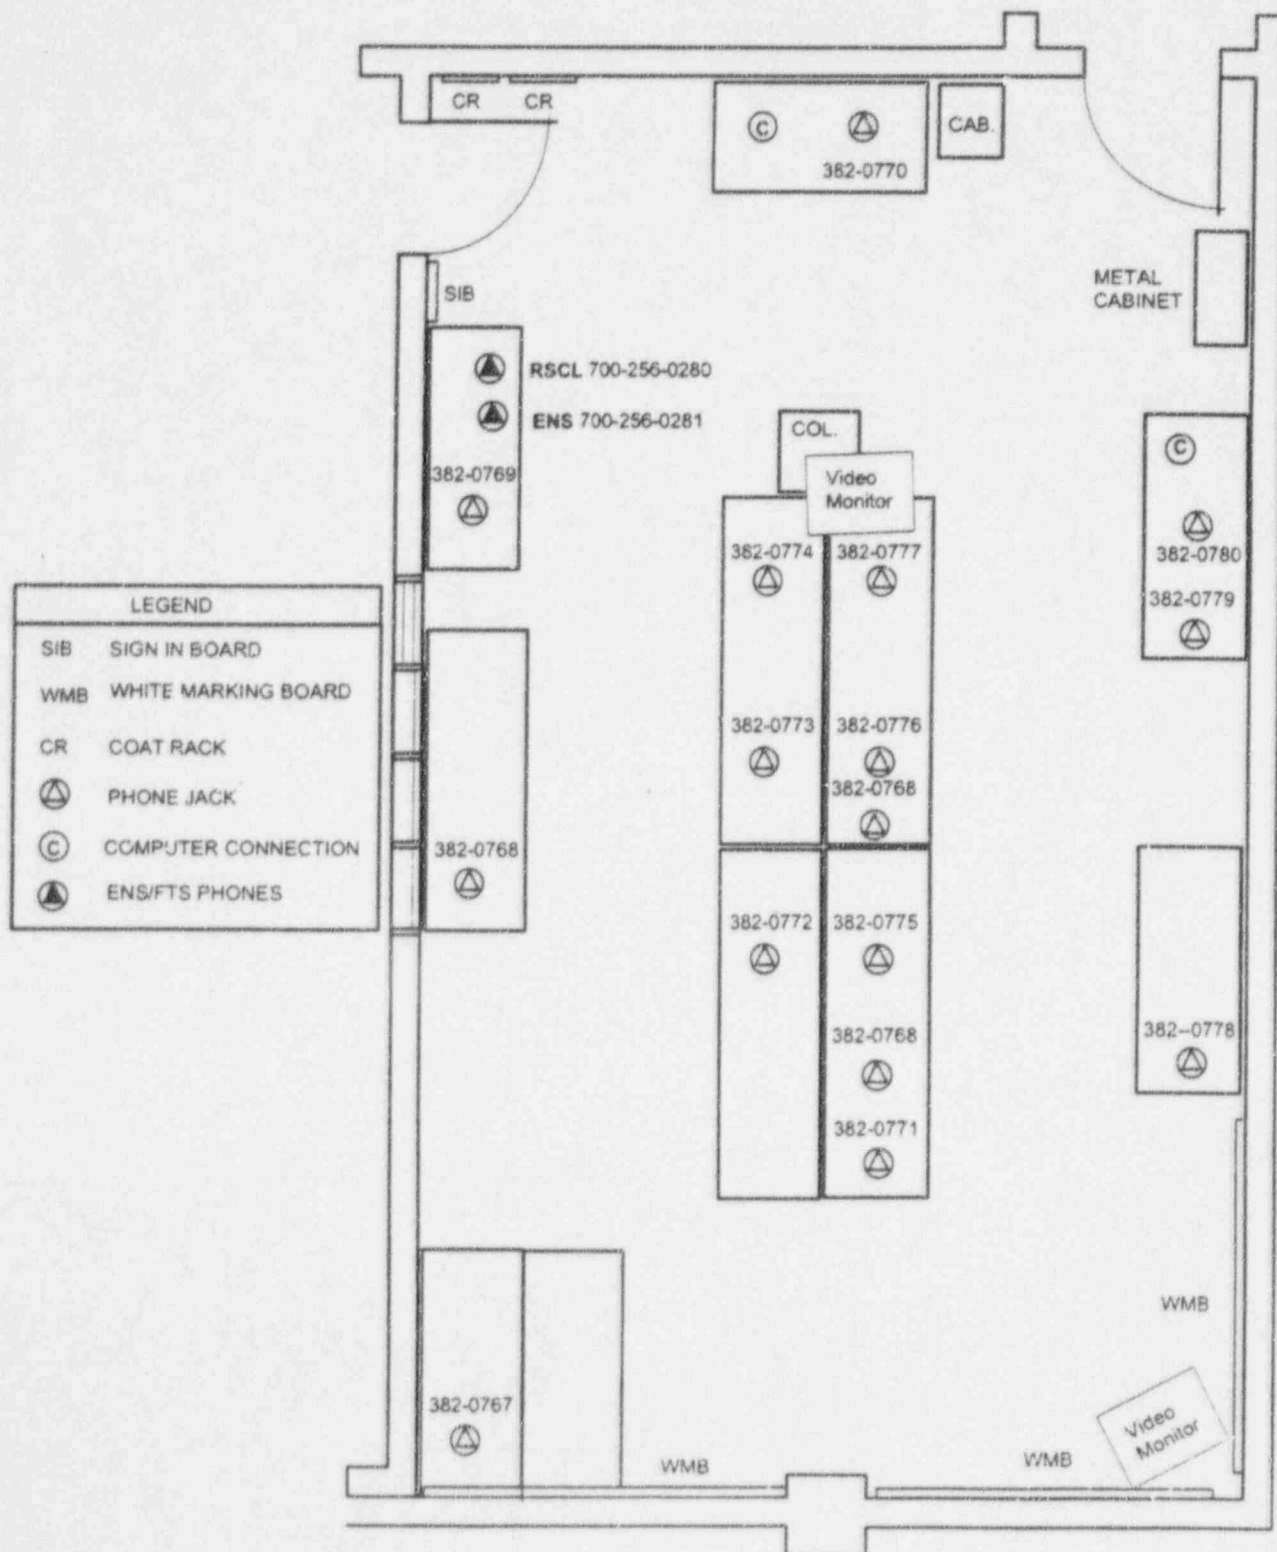 CR CR
C
382-0770
CAB.
SIB
METAL
CABINET
RSCL 700-256-0280
ENS 700-256-0281
382-0769
COL.
Video
Monitor
C
382-0774 382-0777
382-0780
382-0779
LEGEND
SIB SIGN IN BOARD
WMB WHITE MARKING BOARD
CR COAT RACK
PHONE JACK
C COMPUTER CONNECTION
ENS/FTS PHONES
382-0773 382-0776
382-0768
382-0768
382-0772 382-0775
382-0768
382--0778
382-0771
WMB
382-0767
Video
Monitor
WMB
WMB